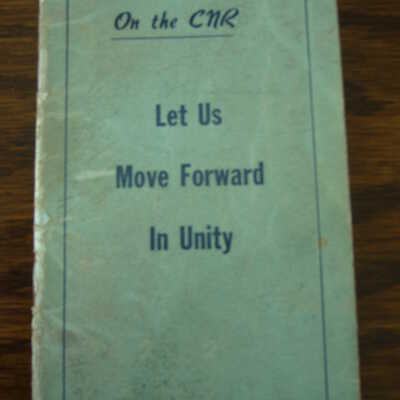 On the CNR
Let Us
Move Forward
In Unity